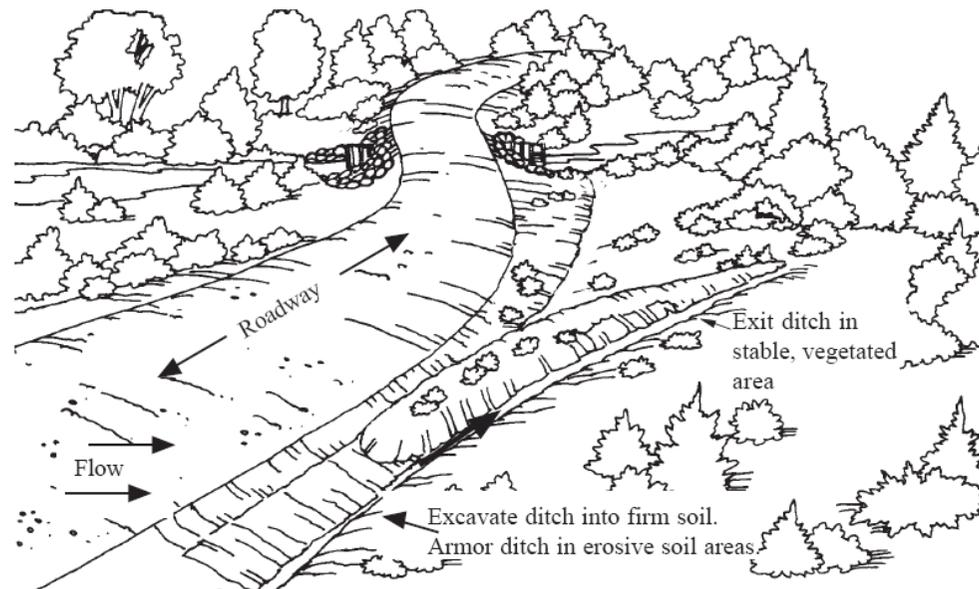 Roadway
Exit ditch in
stable, vegetated
area
Flow
Excavate ditch into firm soil.
Armor ditch in erosive soil areas.